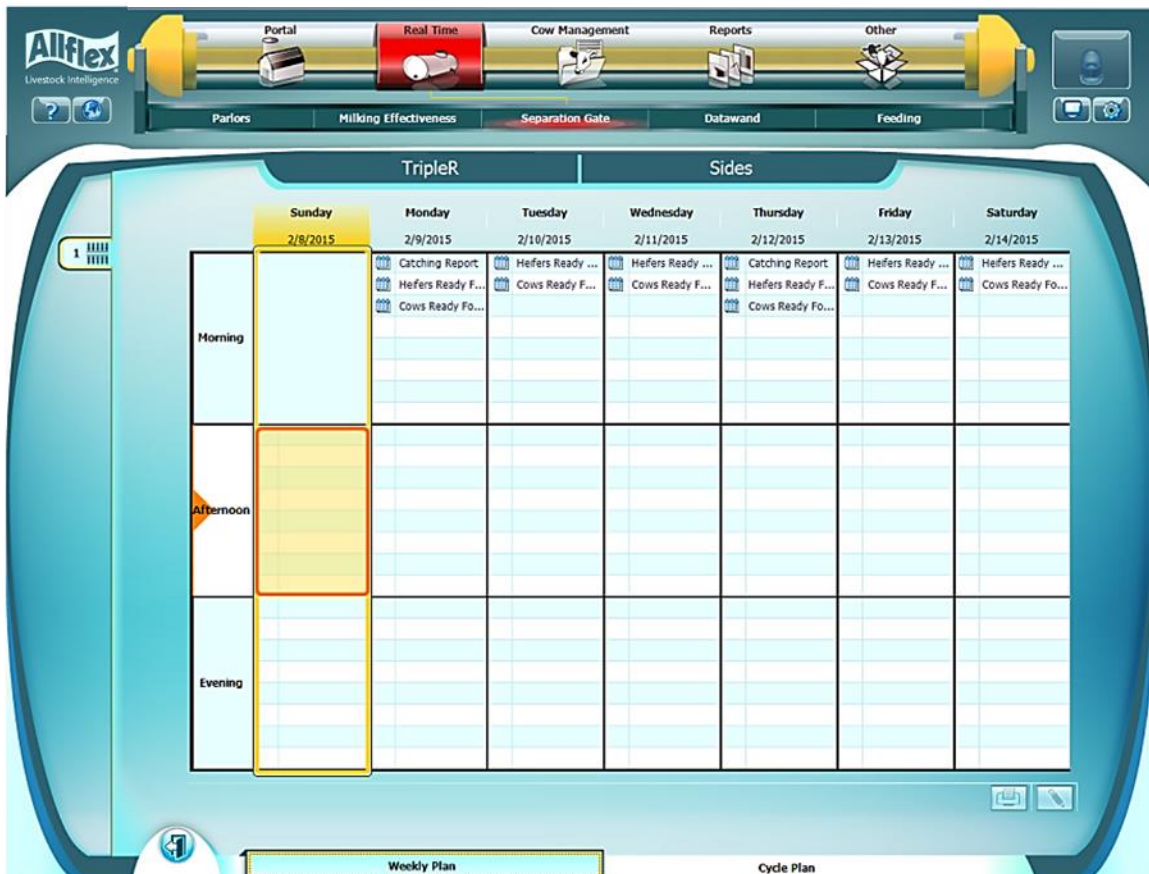 Allflex
Livestock Intelligence
Portal Real Time Cow Management Reports Other
?
Parlors Milking Effectiveness Separation Gate Datawand Feeding
TripleR Sides
Sunday Monday Tuesday Wednesday Thursday Friday Saturday
2/8/2015 2/9/2015 2/10/2015 2/11/2015 2/12/2015 2/13/2015 2/14/2015
1
Catching Report Heifers Ready ... Heifers Ready ... Catching Report Heifers Ready ... Heifers Ready ...
Heifers Ready F... Cows Ready F... Cows Ready F... Heifers Ready F... Cows Ready F... Cows Ready Fo...
Cows Ready Fo... Cows Ready Fo...
Morning
Afternoon
Evening
Weekly Plan Cycle Plan